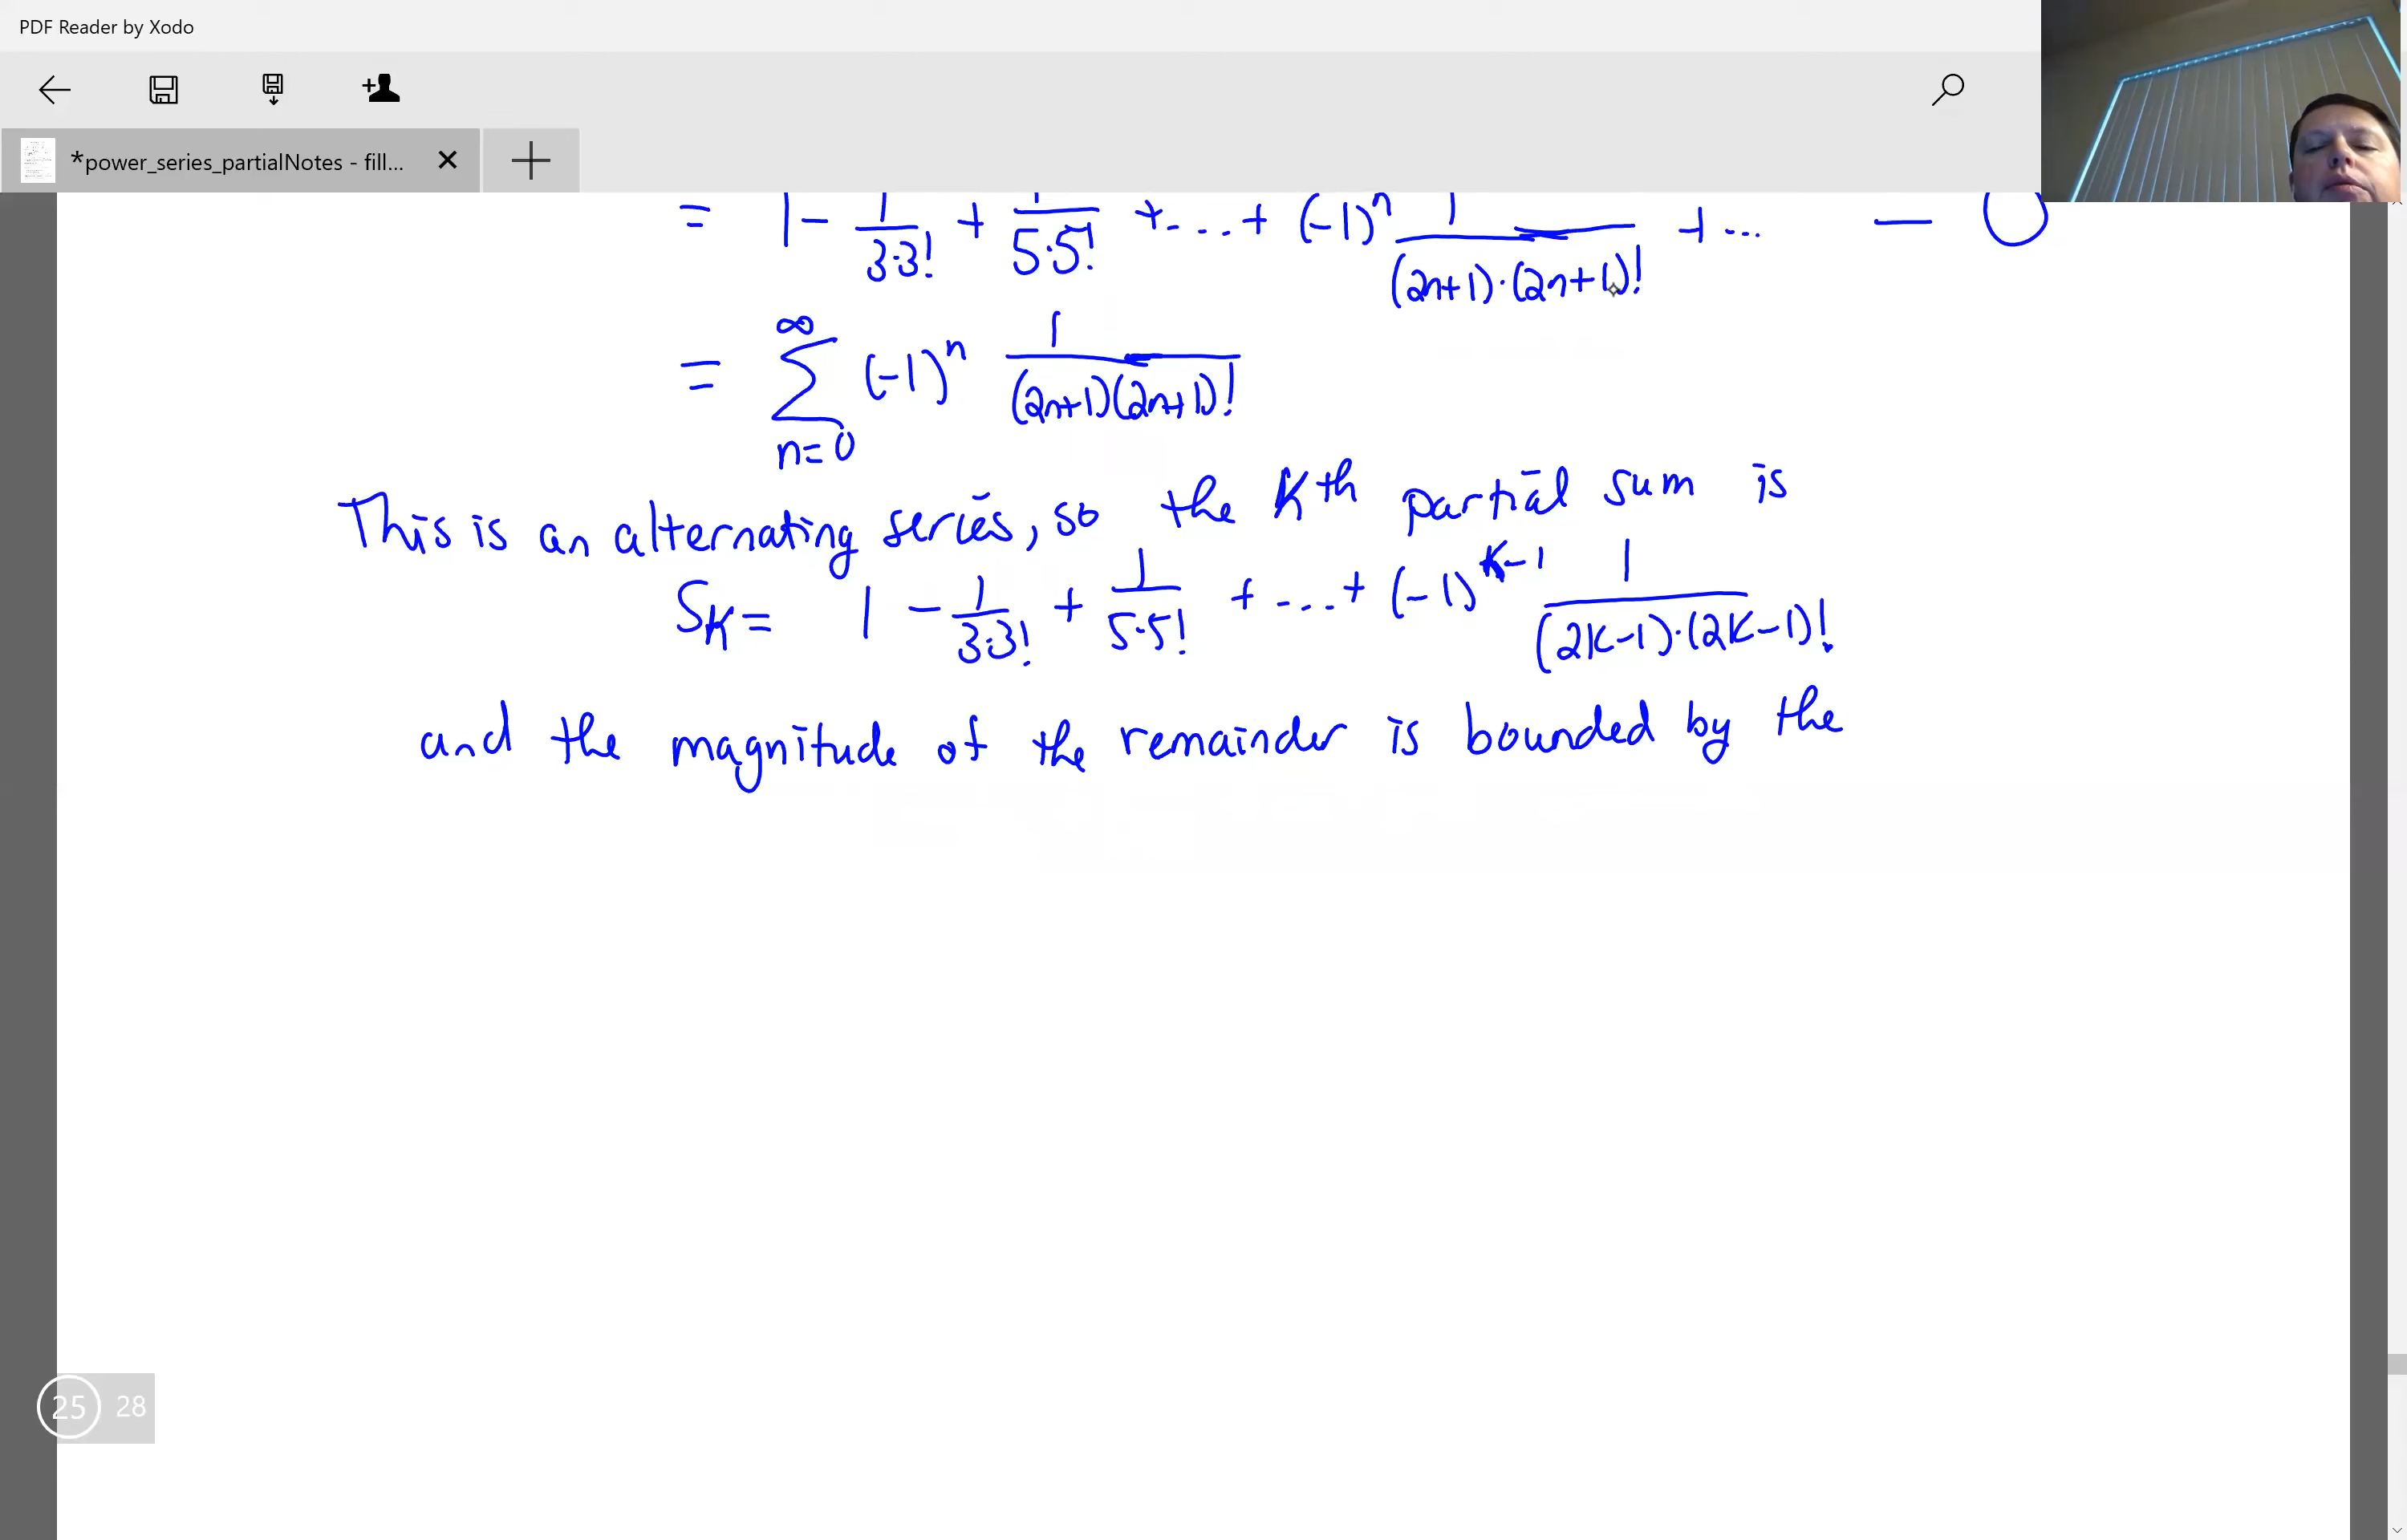 PDF Reader by Xodo
*power_series_partialNotes - fill...
= 1 - 1/(3·3!) + 1/(5·5!) + ... + (-1)^n 1/((2n+1)·(2n+1)!) + ... - 0
= ∑_{n=0}^{∞} (-1)^n 1/((2n+1)(2n+1)!)
This is an alternating series, so the Kth partial sum is
S_K = 1 - 1/(3·3!) + 1/(5·5!) + ... + (-1)^{K-1} 1/((2K-1)·(2K-1)!)
and the magnitude of the remainder is bounded by the
25 28